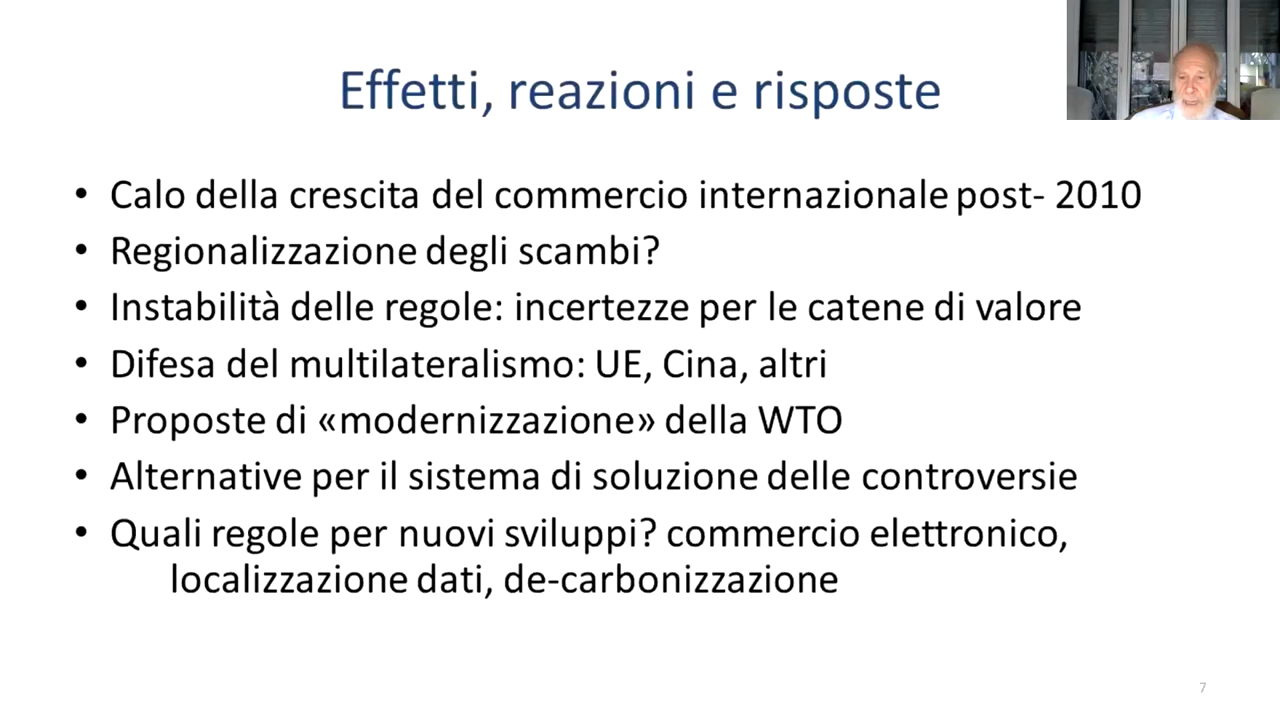 Effetti, reazioni e risposte
• Calo della crescita del commercio internazionale post- 2010
• Regionalizzazione degli scambi?
• Instabilità delle regole: incertezze per le catene di valore
• Difesa del multilateralismo: UE, Cina, altri
• Proposte di «modernizzazione» della WTO
• Alternative per il sistema di soluzione delle controversie
• Quali regole per nuovi sviluppi? commercio elettronico,
localizzazione dati, de-carbonizzazione
7